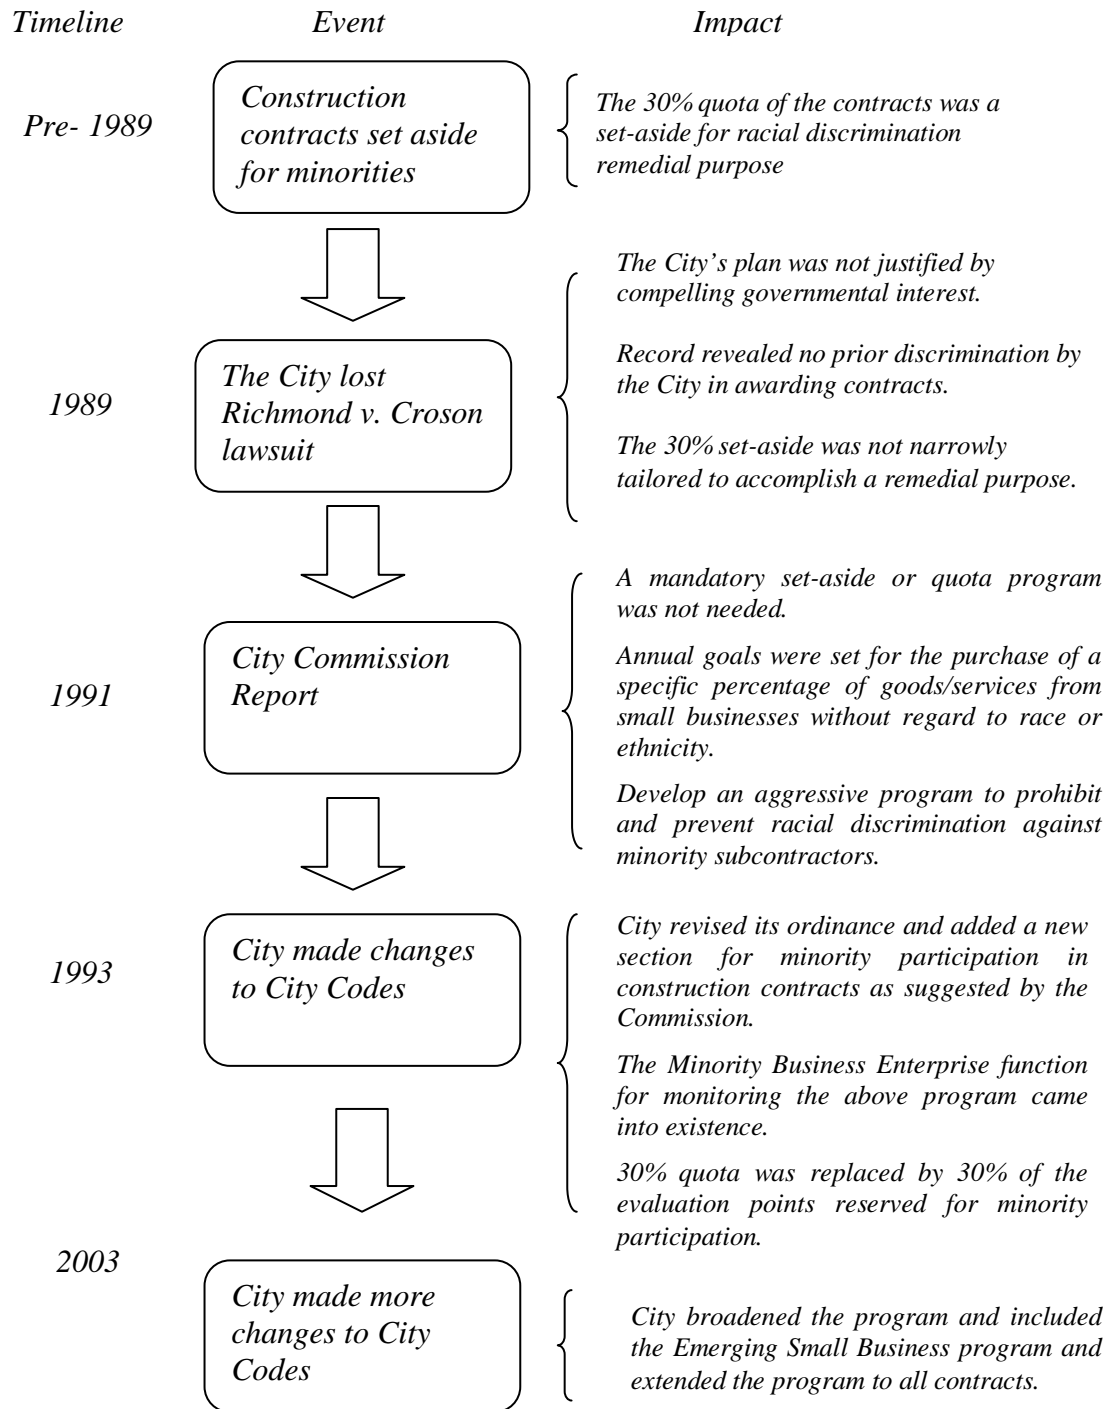 Timeline Event Impact
Pre- 1989
Construction
contracts set aside
for minorities
The 30% quota of the contracts was a
set-aside for racial discrimination
remedial purpose
1989
The City lost
Richmond v. Croson
lawsuit
The City’s plan was not justified by
compelling governmental interest.
Record revealed no prior discrimination by
the City in awarding contracts.
The 30% set-aside was not narrowly
tailored to accomplish a remedial purpose.
1991
City Commission
Report
A mandatory set-aside or quota program
was not needed.
Annual goals were set for the purchase of a
specific percentage of goods/services from
small businesses without regard to race or
ethnicity.
Develop an aggressive program to prohibit
and prevent racial discrimination against
minority subcontractors.
1993
City made changes
to City Codes
City revised its ordinance and added a new
section for minority participation in
construction contracts as suggested by the
Commission.
The Minority Business Enterprise function
for monitoring the above program came
into existence.
30% quota was replaced by 30% of the
evaluation points reserved for minority
participation.
2003
City made more
changes to City
Codes
City broadened the program and included
the Emerging Small Business program and
extended the program to all contracts.